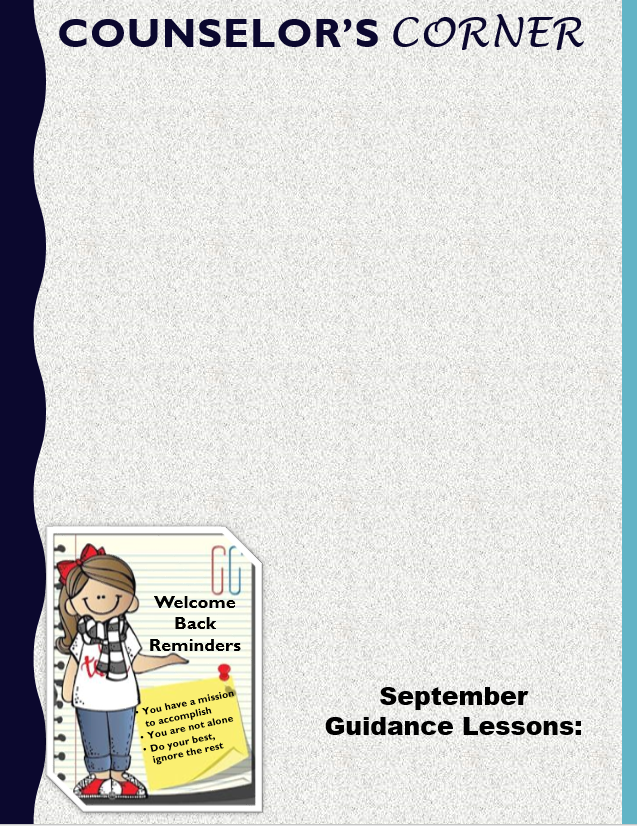 COUNSELOR'S CORNER
Welcome
Back
Reminders
• You have a mission
to accomplish
• You are not alone
• Do your best,
ignore the rest
September
Guidance Lessons: